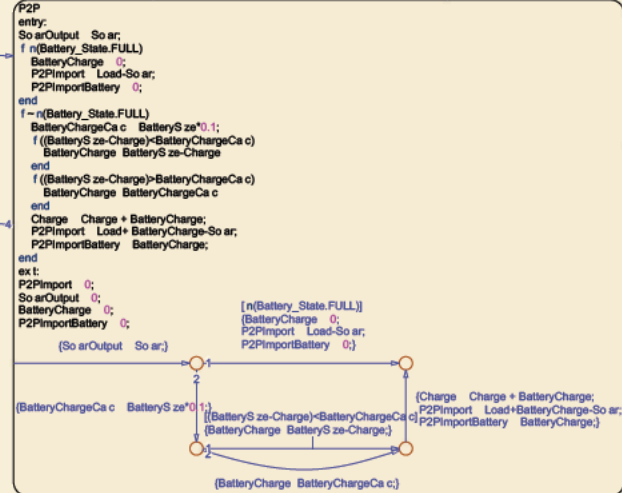 P2P
entry:
So arOutput So ar;
f n(Battery_State.FULL)
BatteryCharge 0;
P2PImport Load-So ar;
P2PImportBattery 0;
end
f ~ n(Battery_State.FULL)
BatteryChargeCa c BatteryS ze*0.1;
f ((BatteryS ze-Charge)<BatteryChargeCa c)
BatteryCharge BatteryS ze-Charge
end
f ((BatteryS ze-Charge)>BatteryChargeCa c)
BatteryCharge BatteryChargeCa c
end
Charge Charge + BatteryCharge;
P2PImport Load+ BatteryCharge-So ar;
P2PImportBattery BatteryCharge;
end
ex t:
P2PImport 0;
So arOutput 0;
BatteryCharge 0;
P2PImportBattery 0;
4
[ n(Battery_State.FULL)]
{BatteryCharge 0;
P2PImport Load-So ar;
P2PImportBattery 0;}
{So arOutput So ar;}
1
2
{BatteryChargeCa c BatteryS ze*0.1;}
[(BatteryS ze-Charge)<BatteryChargeCa c]
{BatteryCharge BatteryS ze-Charge;}
{Charge Charge + BatteryCharge;
P2PImport Load+BatteryCharge-So ar;
P2PImportBattery BatteryCharge;}
1
2
{BatteryCharge BatteryChargeCa c;}